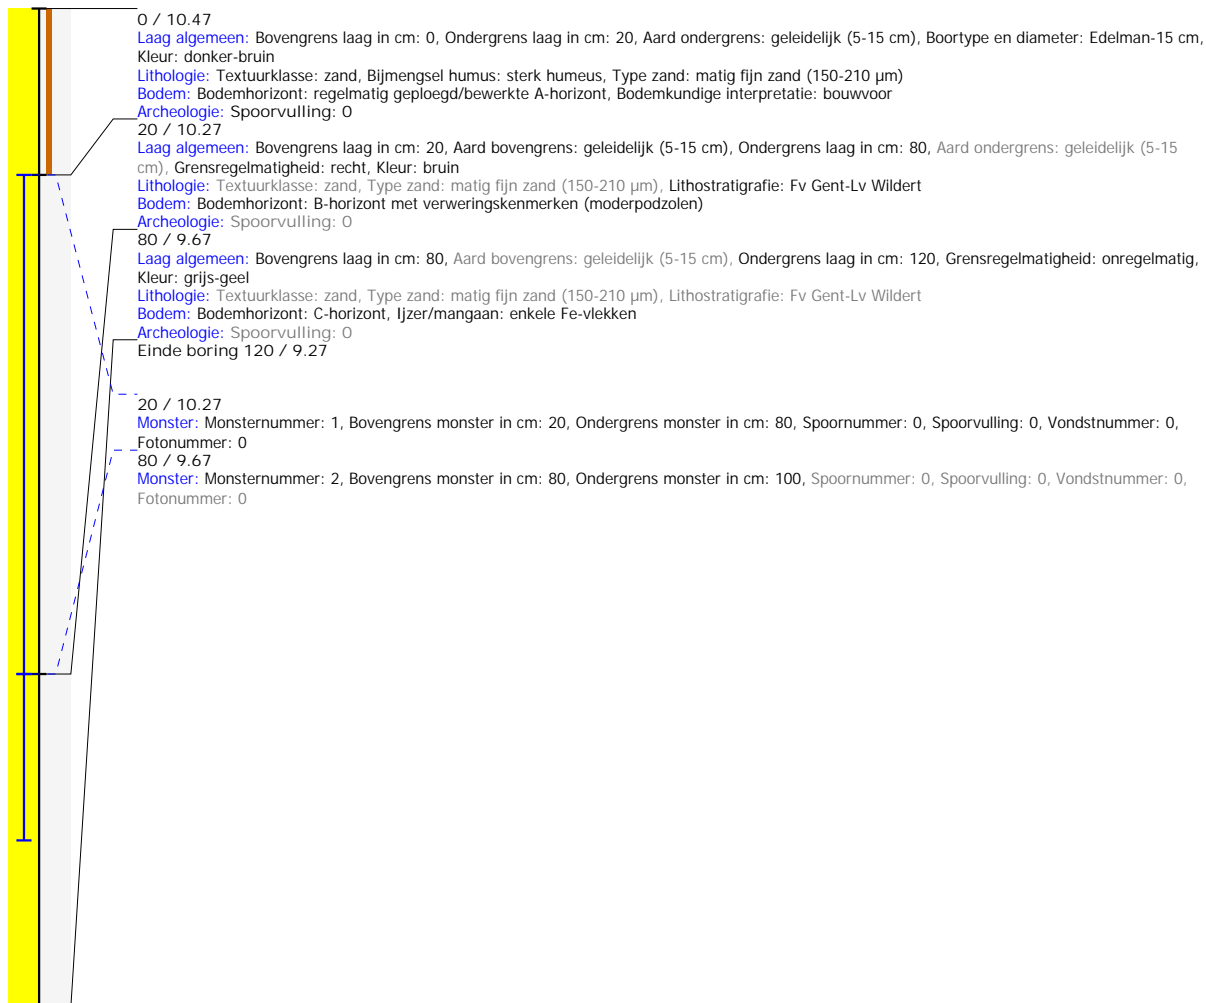 0 / 10.47
Laag algemeen: Bovengrens laag in cm: 0, Ondergrens laag in cm: 20, Aard ondergrens: geleidelijk (5-15 cm), Boortype en diameter: Edelman-15 cm,
Kleur: donker-bruin
Lithologie: Textuurklasse: zand, Bijmengsel humus: sterk humeus, Type zand: matig fijn zand (150-210 µm)
Bodem: Bodemhorizont: regelmatig geploegd/bewerkte A-horizont, Bodemkundige interpretatie: bouwvoor
Archeologie: Spoorvulling: 0
20 / 10.27
Laag algemeen: Bovengrens laag in cm: 20, Aard bovengrens: geleidelijk (5-15 cm), Ondergrens laag in cm: 80, Aard ondergrens: geleidelijk (5-15
cm), Grensregelmatigheid: recht, Kleur: bruin
Lithologie: Textuurklasse: zand, Type zand: matig fijn zand (150-210 µm), Lithostratigrafie: Fv Gent-Lv Wildert
Bodem: Bodemhorizont: B-horizont met verweringskenmerken (moderpodzolen)
Archeologie: Spoorvulling: 0
80 / 9.67
Laag algemeen: Bovengrens laag in cm: 80, Aard bovengrens: geleidelijk (5-15 cm), Ondergrens laag in cm: 120, Grensregelmatigheid: onregelmatig,
Kleur: grijs-geel
Lithologie: Textuurklasse: zand, Type zand: matig fijn zand (150-210 µm), Lithostratigrafie: Fv Gent-Lv Wildert
Bodem: Bodemhorizont: C-horizont, Ijzer/mangaan: enkele Fe-vlekken
Archeologie: Spoorvulling: 0
Einde boring 120 / 9.27
20 / 10.27
Monster: Monsternummer: 1, Bovengrens monster in cm: 20, Ondergrens monster in cm: 80, Spoornummer: 0, Spoorvulling: 0, Vondstnummer: 0,
Fotonummer: 0
80 / 9.67
Monster: Monsternummer: 2, Bovengrens monster in cm: 80, Ondergrens monster in cm: 100, Spoornummer: 0, Spoorvulling: 0, Vondstnummer: 0,
Fotonummer: 0